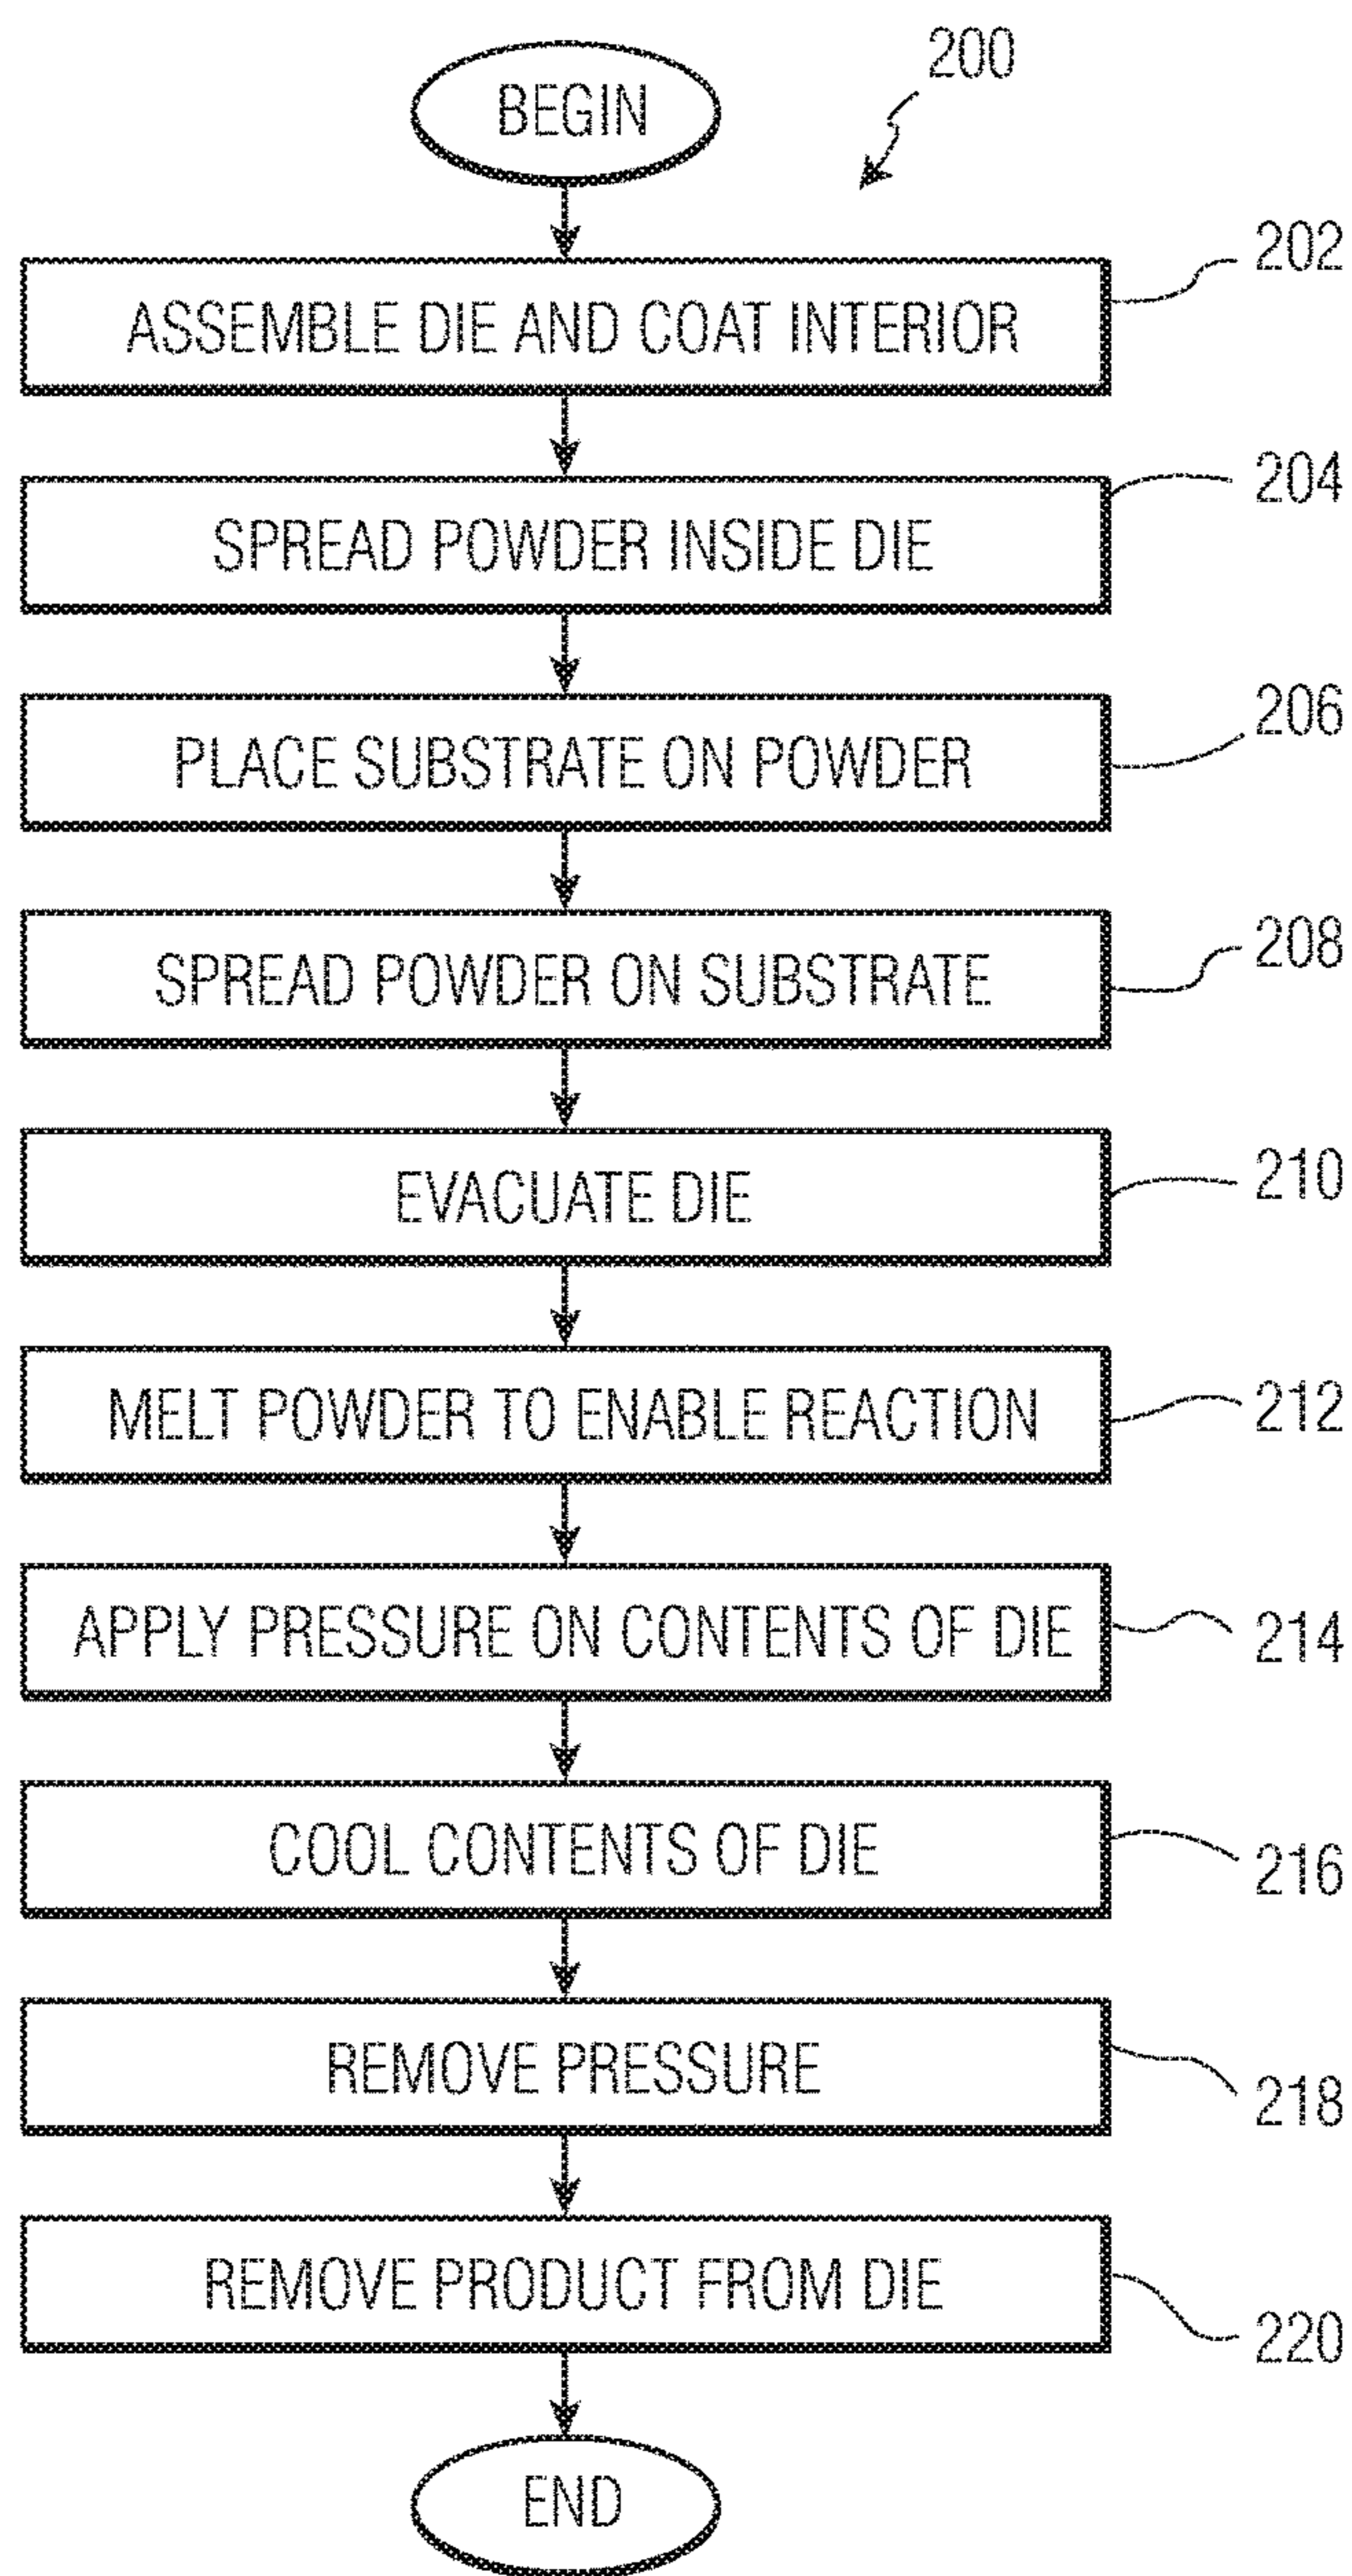 BEGIN
200
ASSEMBLE DIE AND COAT INTERIOR
202
SPREAD POWDER INSIDE DIE
204
PLACE SUBSTRATE ON POWDER
206
SPREAD POWDER ON SUBSTRATE
208
EVACUATE DIE
210
MELT POWDER TO ENABLE REACTION
212
APPLY PRESSURE ON CONTENTS OF DIE
214
COOL CONTENTS OF DIE
216
REMOVE PRESSURE
218
REMOVE PRODUCT FROM DIE
220
END